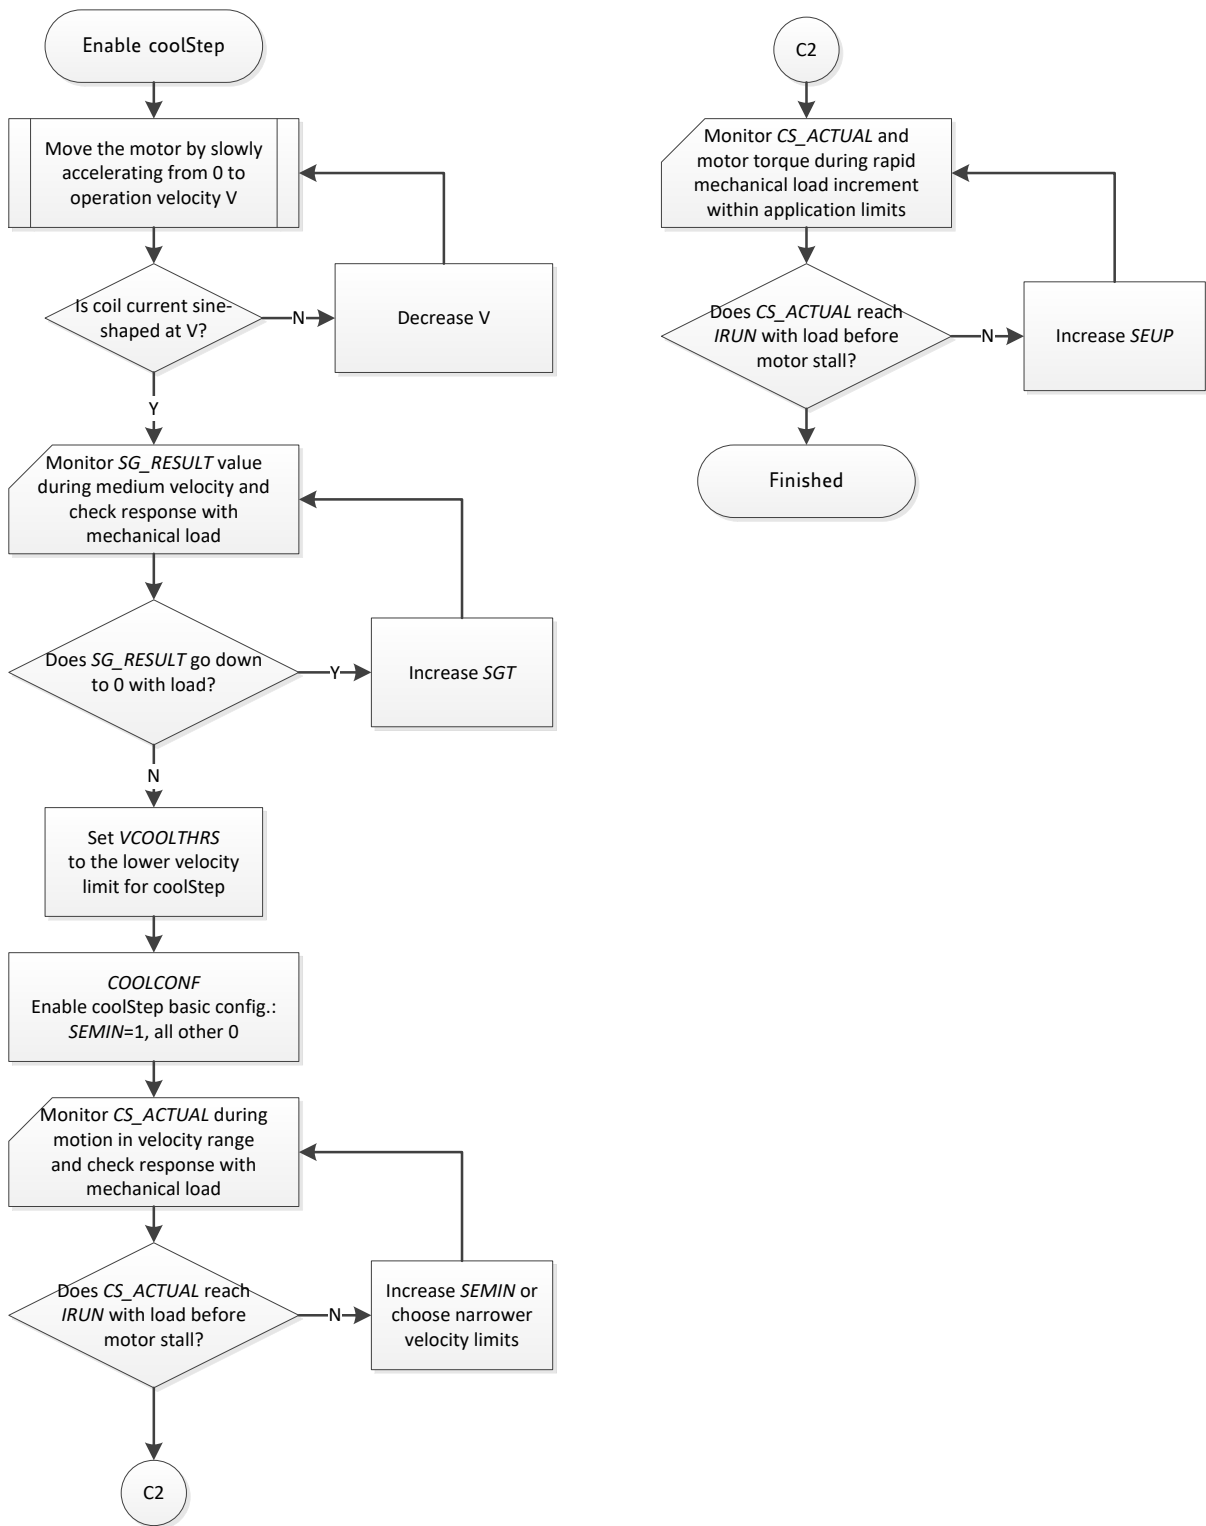 Enable coolStep
Move the motor by slowly
accelerating from 0 to
operation velocity V
Is coil current sine-
shaped at V?
N
Decrease V
Y
Monitor SG_RESULT value
during medium velocity and
check response with
mechanical load
Does SG_RESULT go down
to 0 with load?
Y
Increase SGT
N
Set VCOOLTHRS
to the lower velocity
limit for coolStep
COOLCONF
Enable coolStep basic config.:
SEMIN=1, all other 0
Monitor CS_ACTUAL during
motion in velocity range
and check response with
mechanical load
Does CS_ACTUAL reach
IRUN with load before
motor stall?
N
Increase SEMIN or
choose narrower
velocity limits
C2
C2
Monitor CS_ACTUAL and
motor torque during rapid
mechanical load increment
within application limits
Does CS_ACTUAL reach
IRUN with load before
motor stall?
N
Increase SEUP
Finished